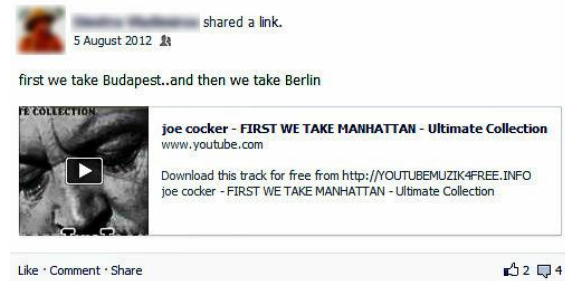 shared a link.
5 August 2012
first we take Budapest..and then we take Berlin
TE COLLECTION
joe cocker - FIRST WE TAKE MANHATTAN - Ultimate Collection
www.youtube.com
Download this track for free from http://YOUTUBEMUZIK4FREE.INFO
joe cocker - FIRST WE TAKE MANHATTAN - Ultimate Collection
Like · Comment · Share
2 4